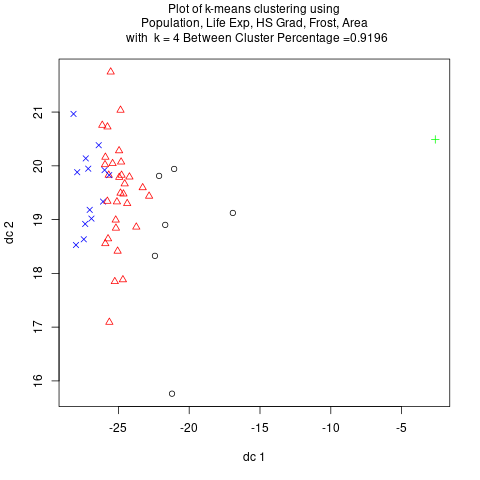 Plot of k-means clustering using
Population, Life Exp, HS Grad, Frost, Area
with k = 4 Between Cluster Percentage =0.9196
21
20
19
18
17
16
dc 2
-25 -20 -15 -10 -5
dc 1